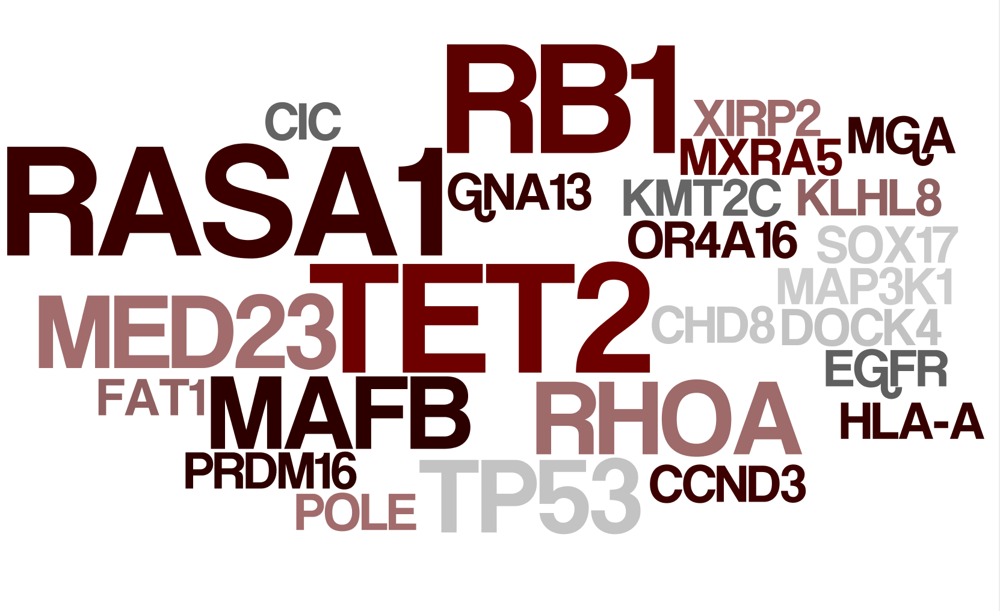 RB1
CIC
XIRP2
MGA
MXRA5
RASA1
GNA13
KMT2C
KLHL8
OR4A16
SOX17
TET2
MAP3K1
MED23
CHD8
DOCK4
EGFR
FAT1
MAFB
RHOA
HLA-A
PRDM16
TP53
CCND3
POLE